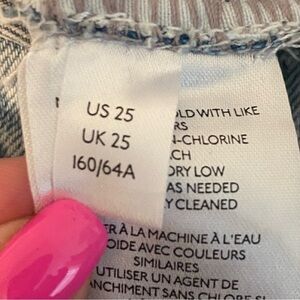 US 25
UK 25
160/64A
OLD WITH LIKE
RS
N-CHLORINE
ACH
DRY LOW
AS NEEDED
Y CLEANED
ER À LA MACHINE À L'EAU
OIDE AVEC COULEURS
SIMILAIRES
UTILISER UN AGENT DE
ANCHIMENT SANS CHLORE SI